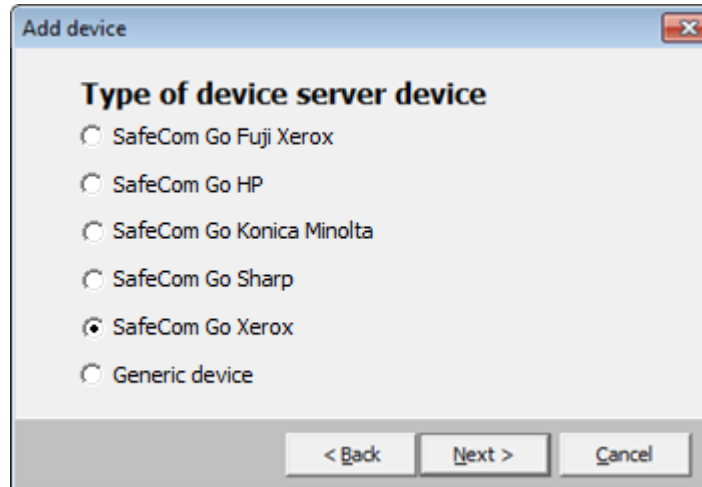 Add device
Type of device server device
SafeCom Go Fuji Xerox
SafeCom Go HP
SafeCom Go Konica Minolta
SafeCom Go Sharp
SafeCom Go Xerox
Generic device
< Back Next > Cancel